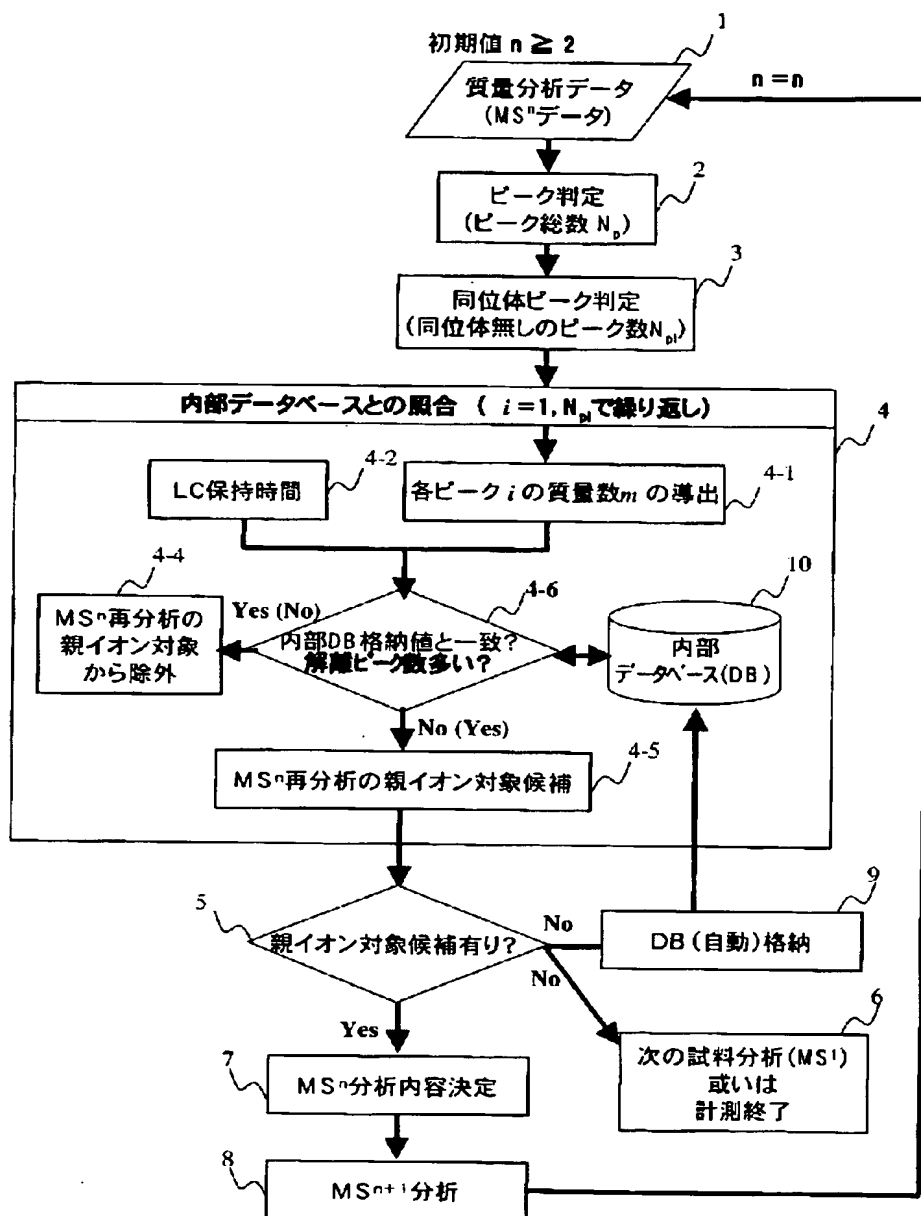 1
初期値 n ≧ 2
質量分析データ
(MSⁿデータ)
n=n
2
ピーク判定
(ピーク総数 Np)
3
同位体ピーク判定
(同位体無しのピーク数NpI)
内部データベースとの照合 ( i=1, NpIで繰り返し)
4
4-2
LC保持時間
4-1
各ピーク i の質量数m の導出
4-4
MSⁿ再分析の
親イオン対象
から除外
Yes (No)
4-6
内部DB格納値と一致?
解離ピーク数多い?
10
内部
データベース(DB)
No (Yes)
4-5
MSⁿ再分析の親イオン対象候補
5
親イオン対象候補有り?
No
9
DB(自動)格納
No
6
次の試料分析(MS¹)
或いは
計測終了
Yes
7
MSⁿ分析内容決定
8
MSⁿ⁺¹分析